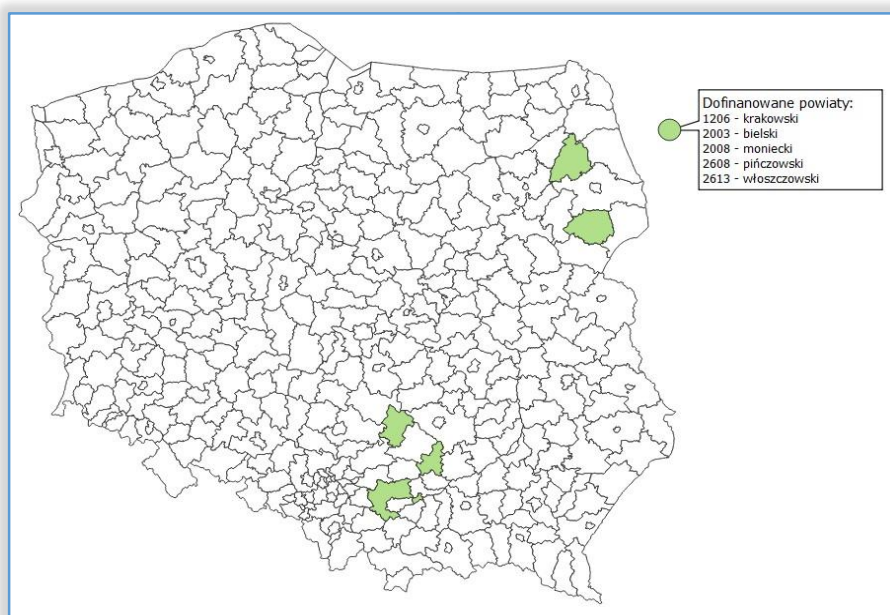 Dofinanowane powiaty:
1206 - krakowski
2003 - bielski
2008 - moniecki
2608 - pińczowski
2613 - włoszczowski